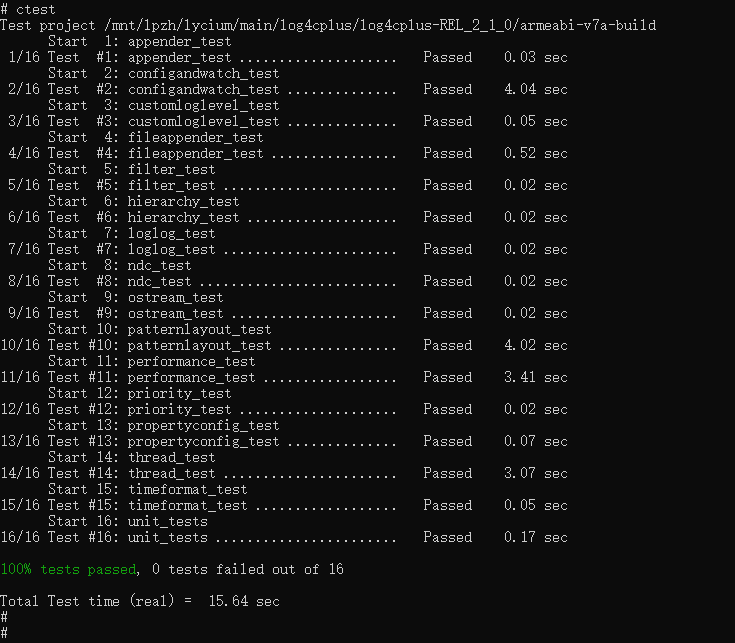 # ctest
Test project /mnt/lpzh/lycium/main/log4cplus/log4cplus-REL_2_1_0/armeabi-v7a-build
      Start  1: appender_test
 1/16 Test  #1: appender_test ....................   Passed    0.03 sec
      Start  2: configandwatch_test
 2/16 Test  #2: configandwatch_test ..............   Passed    4.04 sec
      Start  3: customloglevel_test
 3/16 Test  #3: customloglevel_test ..............   Passed    0.05 sec
      Start  4: fileappender_test
 4/16 Test  #4: fileappender_test ................   Passed    0.52 sec
      Start  5: filter_test
 5/16 Test  #5: filter_test ......................   Passed    0.02 sec
      Start  6: hierarchy_test
 6/16 Test  #6: hierarchy_test ...................   Passed    0.02 sec
      Start  7: loglog_test
 7/16 Test  #7: loglog_test ......................   Passed    0.02 sec
      Start  8: ndc_test
 8/16 Test  #8: ndc_test .........................   Passed    0.02 sec
      Start  9: ostream_test
 9/16 Test  #9: ostream_test .....................   Passed    0.02 sec
      Start 10: patternlayout_test
10/16 Test #10: patternlayout_test ...............   Passed    4.02 sec
      Start 11: performance_test
11/16 Test #11: performance_test .................   Passed    3.41 sec
      Start 12: priority_test
12/16 Test #12: priority_test ....................   Passed    0.02 sec
      Start 13: propertyconfig_test
13/16 Test #13: propertyconfig_test ..............   Passed    0.07 sec
      Start 14: thread_test
14/16 Test #14: thread_test ......................   Passed    3.07 sec
      Start 15: timeformat_test
15/16 Test #15: timeformat_test ..................   Passed    0.05 sec
      Start 16: unit_tests
16/16 Test #16: unit_tests .......................   Passed    0.17 sec

100% tests passed, 0 tests failed out of 16

Total Test time (real) =  15.64 sec
#
#